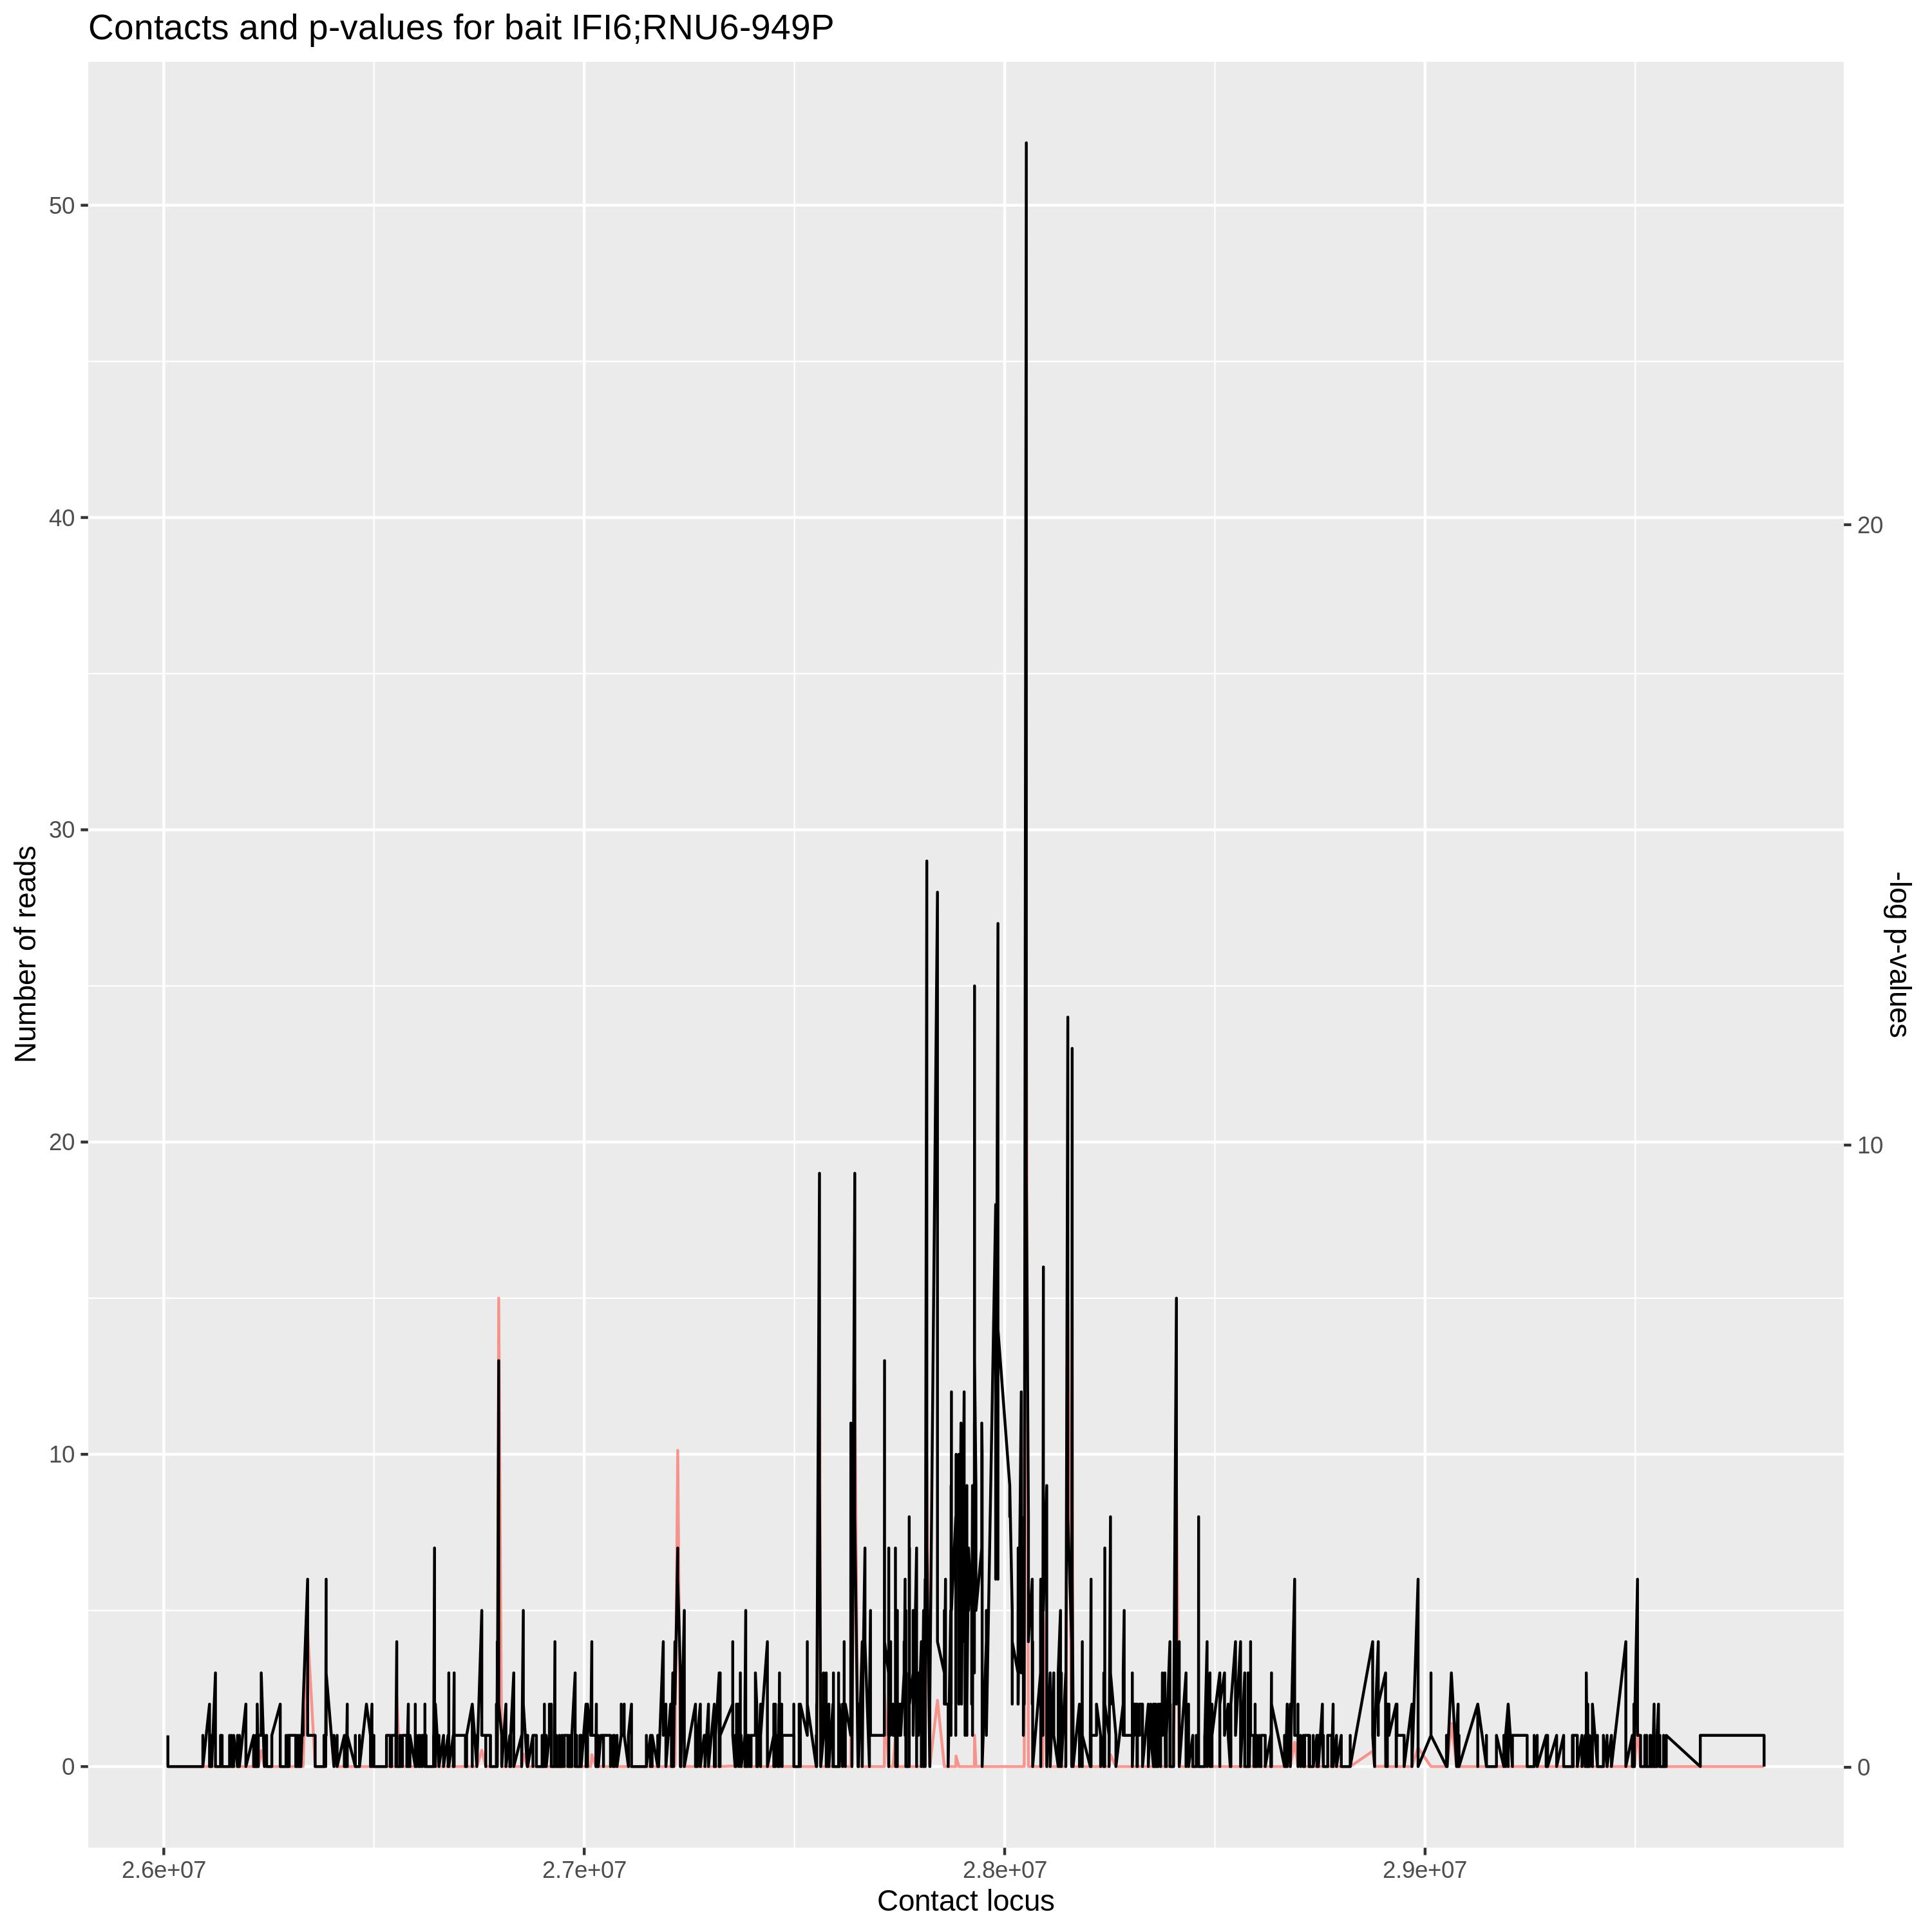 Contacts and p-values for bait IFI6;RNU6-949P
50
40
30
20
10
0
Number of reads
20
10
0
-log p-values
2.6e+07
2.7e+07
2.8e+07
2.9e+07
Contact locus